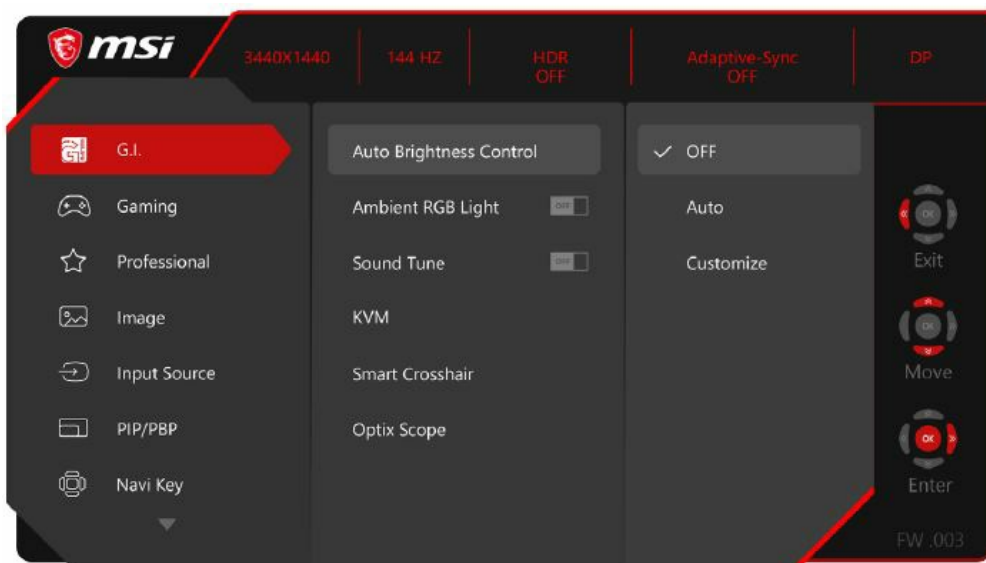 msi
3440X1440
144 HZ
HDR
OFF
Adaptive-Sync
OFF
DP
G.I.
Gaming
Professional
Image
Input Source
PIP/PBP
Navi Key
Auto Brightness Control
Ambient RGB Light
OFF
Sound Tune
OFF
KVM
Smart Crosshair
Optix Scope
OFF
Auto
Customize
OK
Exit
OK
Move
OK
Enter
FW .003